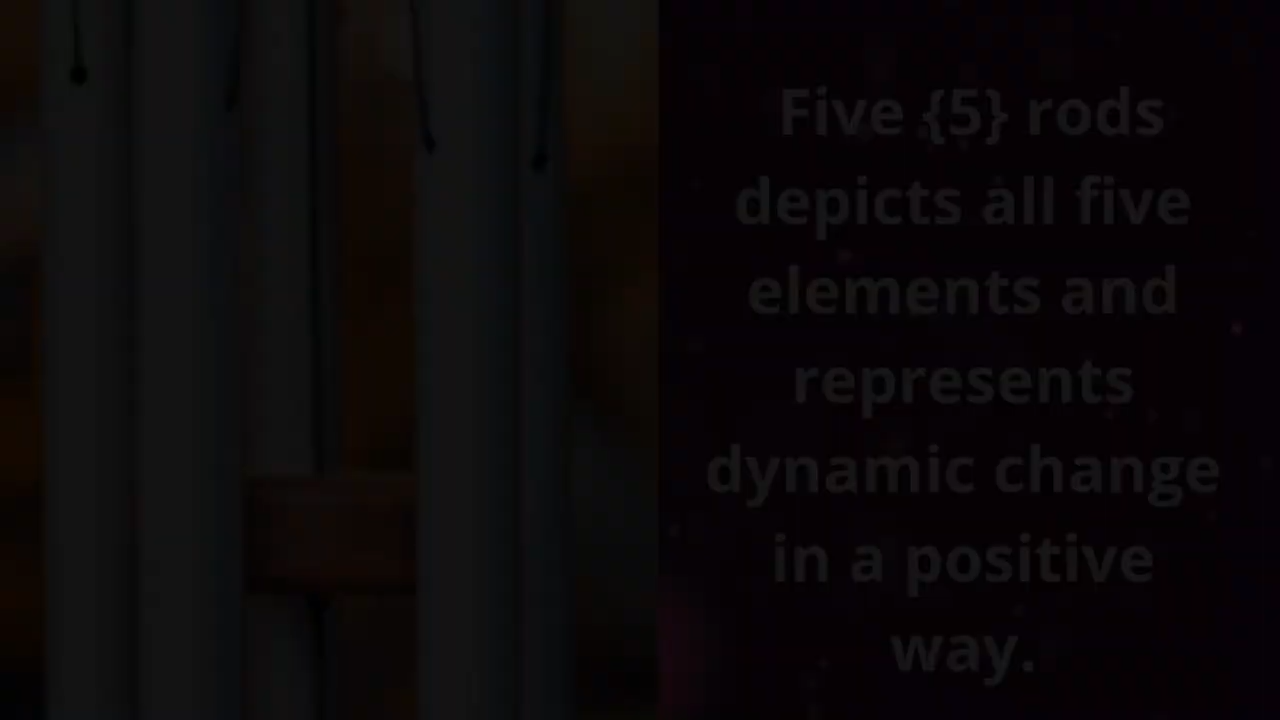 Five {5} rods
depicts all five
elements and
represents
dynamic change
in a positive
way.